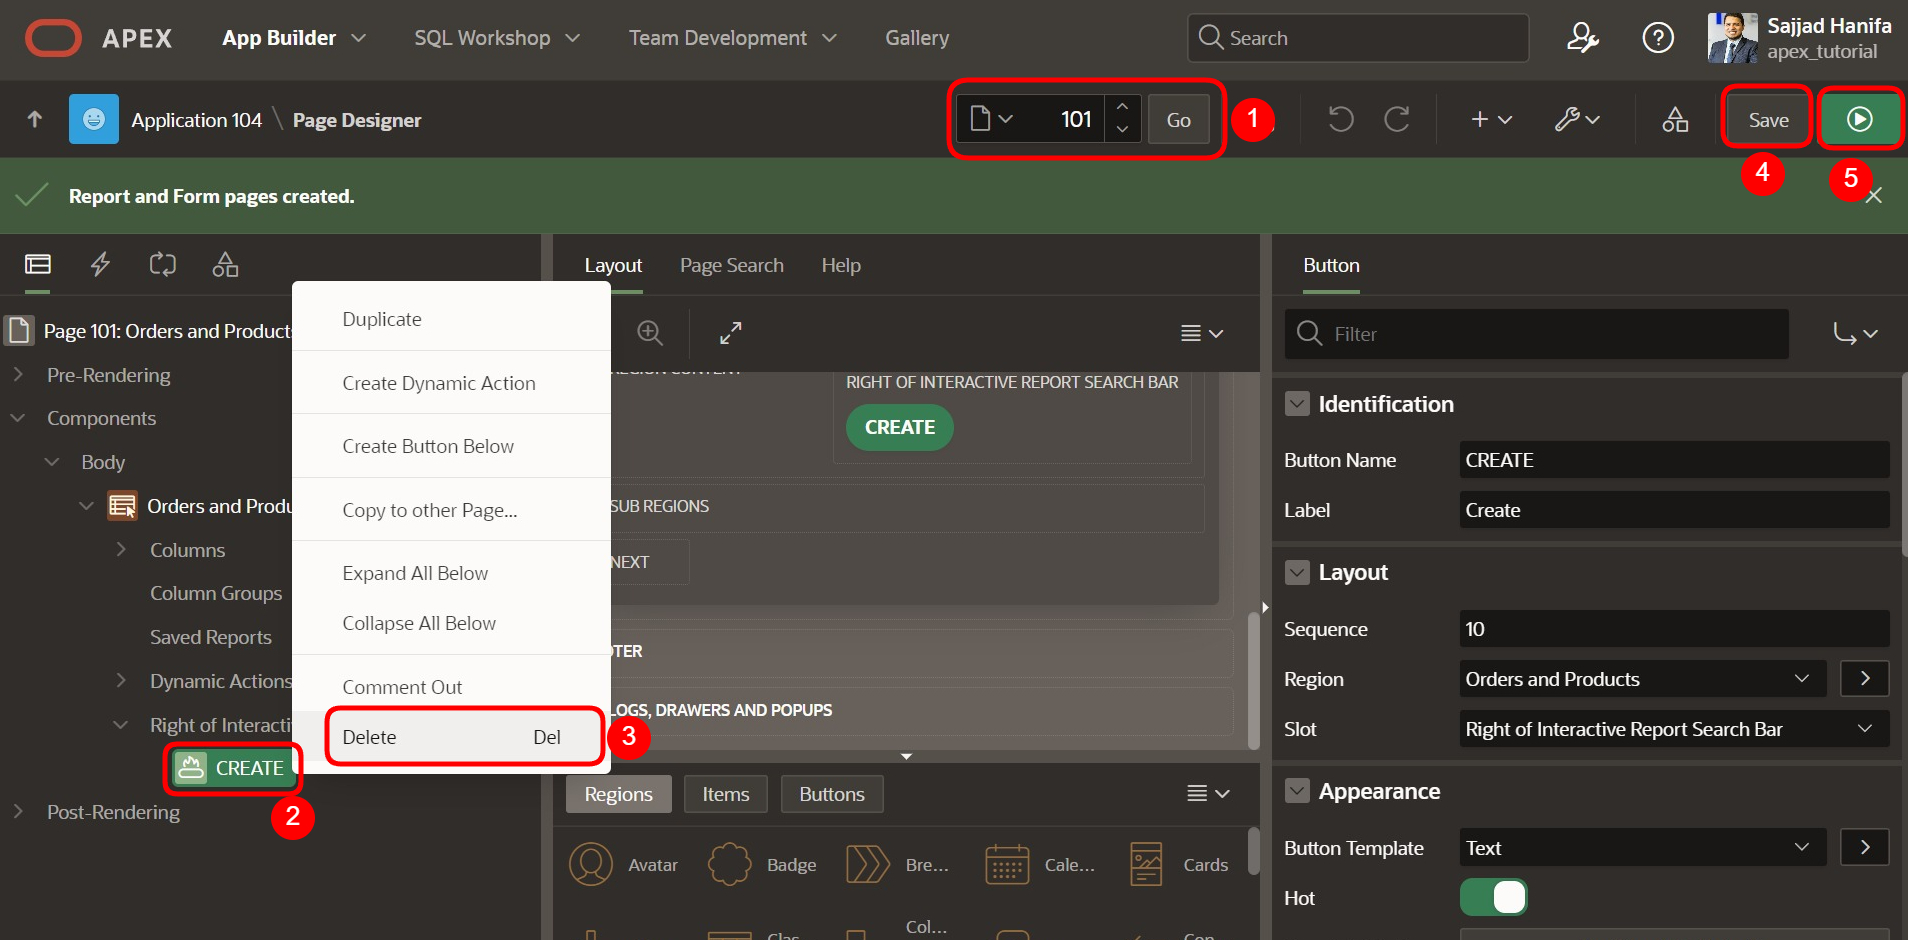 APEX
App Builder
SQL Workshop
Team Development
Gallery
Search
Sajjad Hanifa
apex_tutorial
Application 104 \ Page Designer
101
Go
1
Save
4
5
Report and Form pages created.
Page 101: Orders and Products
Pre-Rendering
Components
Body
Orders and Produ
Columns
Column Groups
Saved Reports
Dynamic Actions
Right of Interacti
CREATE
2
Post-Rendering
Duplicate
Create Dynamic Action
Create Button Below
Copy to other Page...
Expand All Below
Collapse All Below
Comment Out
Delete Del
3
Layout
Page Search
Help
RIGHT OF INTERACTIVE REPORT SEARCH BAR
CREATE
SUB REGIONS
NEXT
OTER
LOGS, DRAWERS AND POPUPS
Regions
Items
Buttons
Avatar
Badge
Bre...
Cale...
Cards
Col...
Button
Filter
Identification
Button Name CREATE
Label Create
Layout
Sequence 10
Region Orders and Products
Slot Right of Interactive Report Search Bar
Appearance
Button Template Text
Hot